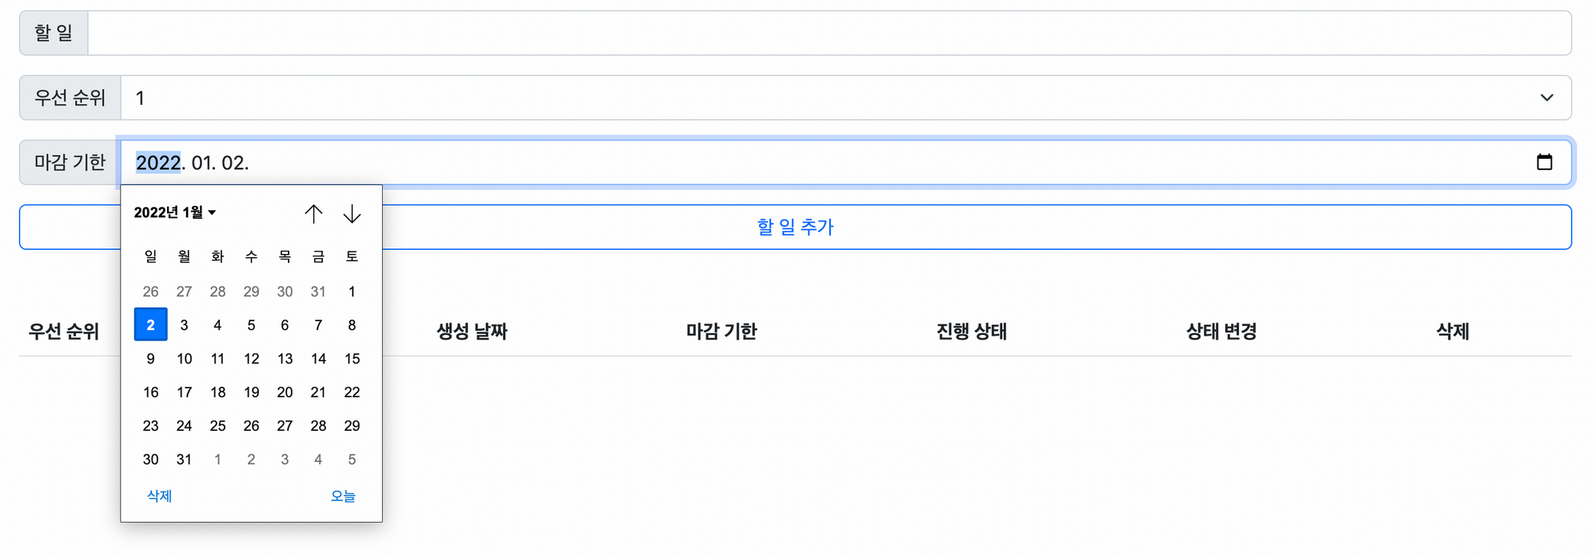 할 일
우선 순위 1
마감 기한 2022. 01. 02.
할 일 추가
2022년 1월
일 월 화 수 목 금 토
26 27 28 29 30 31 1
2 3 4 5 6 7 8
9 10 11 12 13 14 15
16 17 18 19 20 21 22
23 24 25 26 27 28 29
30 31 1 2 3 4 5
삭제 오늘
우선 순위 생성 날짜 마감 기한 진행 상태 상태 변경 삭제